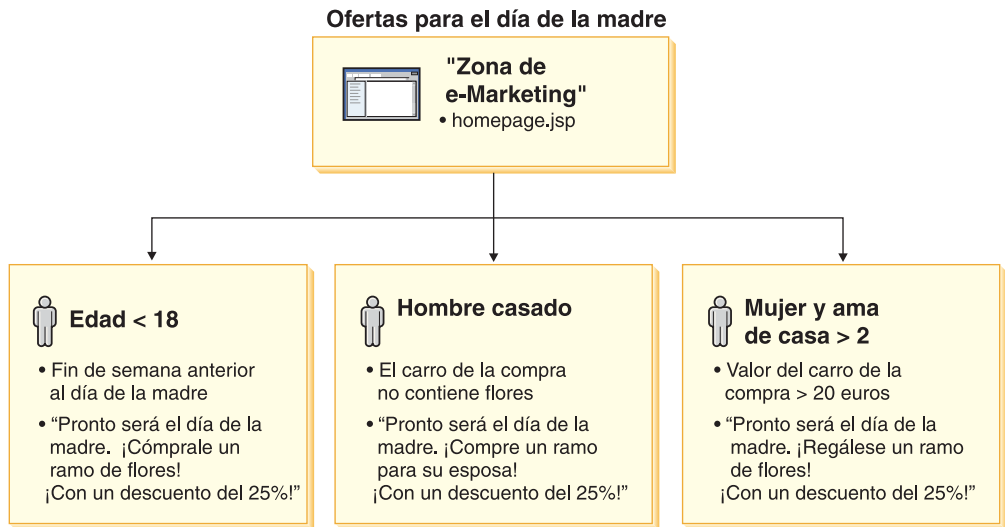 Ofertas para el día de la madre
"Zona de
e-Marketing"
• homepage.jsp
Edad < 18
• Fin de semana anterior
al día de la madre
• “Pronto será el día de la
madre. ¡Cómprale un
ramo de flores!
¡Con un descuento del 25%!”
Hombre casado
• El carro de la compra
no contiene flores
• “Pronto será el día de la
madre. ¡Compre un ramo
para su esposa!
¡Con un descuento del 25%!”
Mujer y ama
de casa > 2
• Valor del carro de la
compra > 20 euros
• “Pronto será el día de la
madre. ¡Regálese un ramo
de flores!
¡Con un descuento del 25%!”